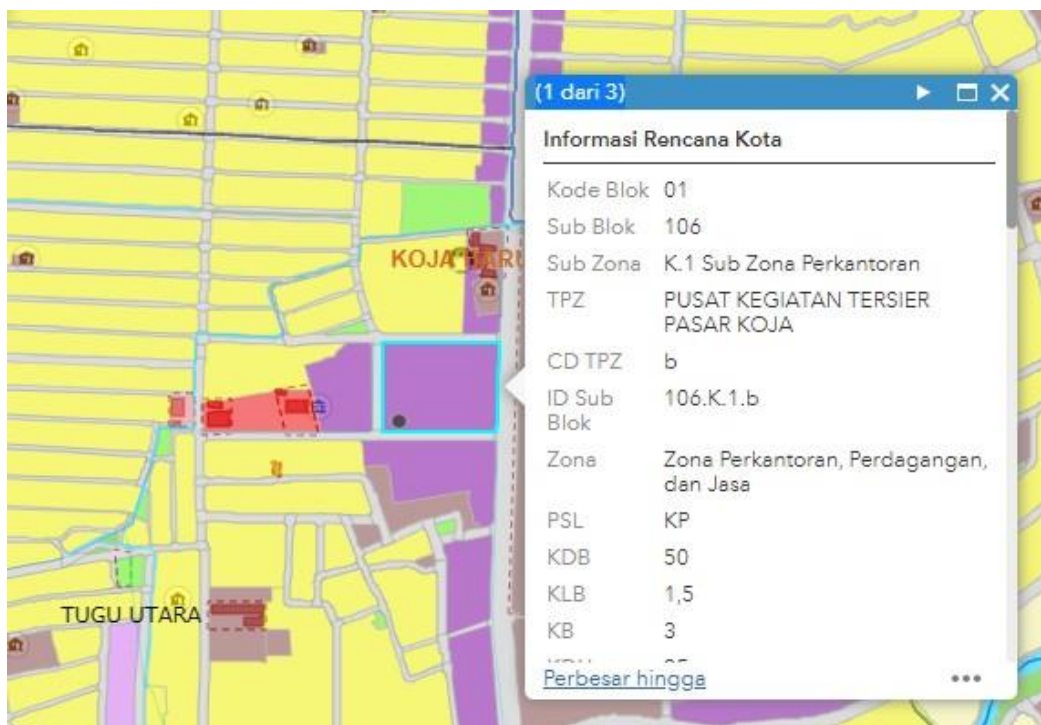 (1 dari 3)
Informasi Rencana Kota
Kode Blok 01
Sub Blok 106
Sub Zona K.1 Sub Zona Perkantoran
TPZ PUSAT KEGIATAN TERSIER
PASAR KOJA
CD TPZ b
ID Sub 106.K.1.b
Blok
Zona Zona Perkantoran, Perdagangan,
dan Jasa
PSL KP
KDB 50
KLB 1,5
KB 3
Perbesar hingga
KOJA
TUGU UTARA